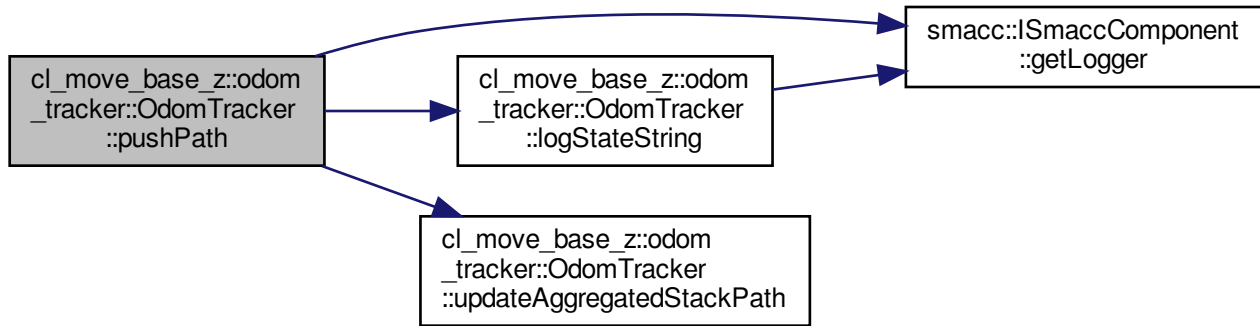 cl_move_base_z::odom
_tracker::OdomTracker
::pushPath
smacc::ISmaccComponent
::getLogger
cl_move_base_z::odom
_tracker::OdomTracker
::logStateString
cl_move_base_z::odom
_tracker::OdomTracker
::updateAggregatedStackPath